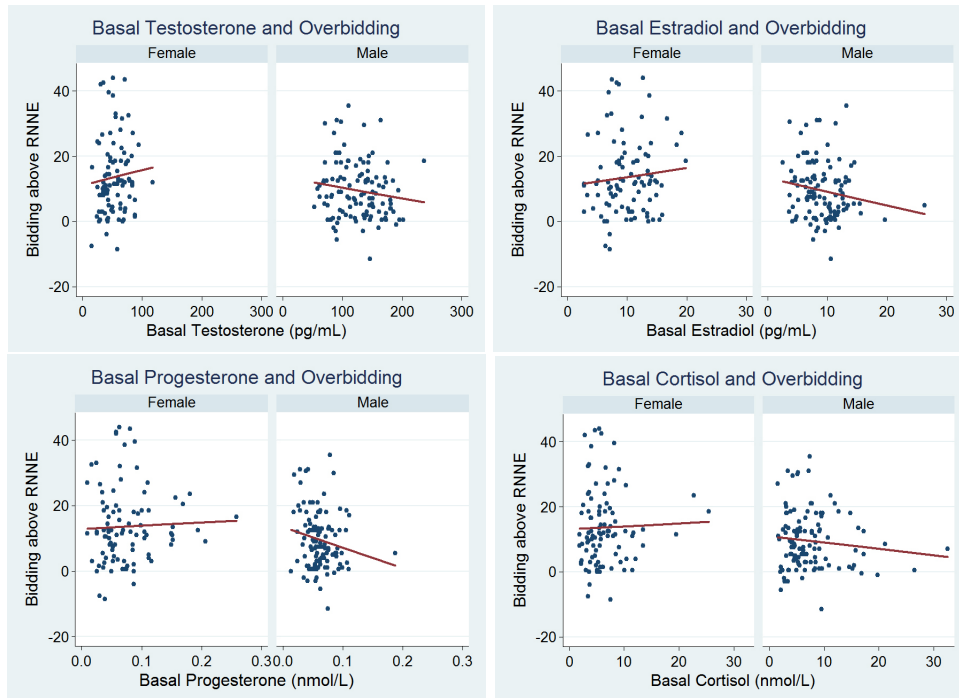 Basal Testosterone and Overbidding
Female Male
Bidding above RNNE
40
20
0
-20
0 100 200 300 0 100 200 300
Basal Testosterone (pg/mL)
Basal Estradiol and Overbidding
Female Male
Bidding above RNNE
40
20
0
-20
0 10 20 30 0 10 20 30
Basal Estradiol (pg/mL)
Basal Progesterone and Overbidding
Female Male
Bidding above RNNE
40
20
0
-20
0.0 0.1 0.2 0.3 0.0 0.1 0.2 0.3
Basal Progesterone (nmol/L)
Basal Cortisol and Overbidding
Female Male
Bidding above RNNE
40
20
0
-20
0 10 20 30 0 10 20 30
Basal Cortisol (nmol/L)